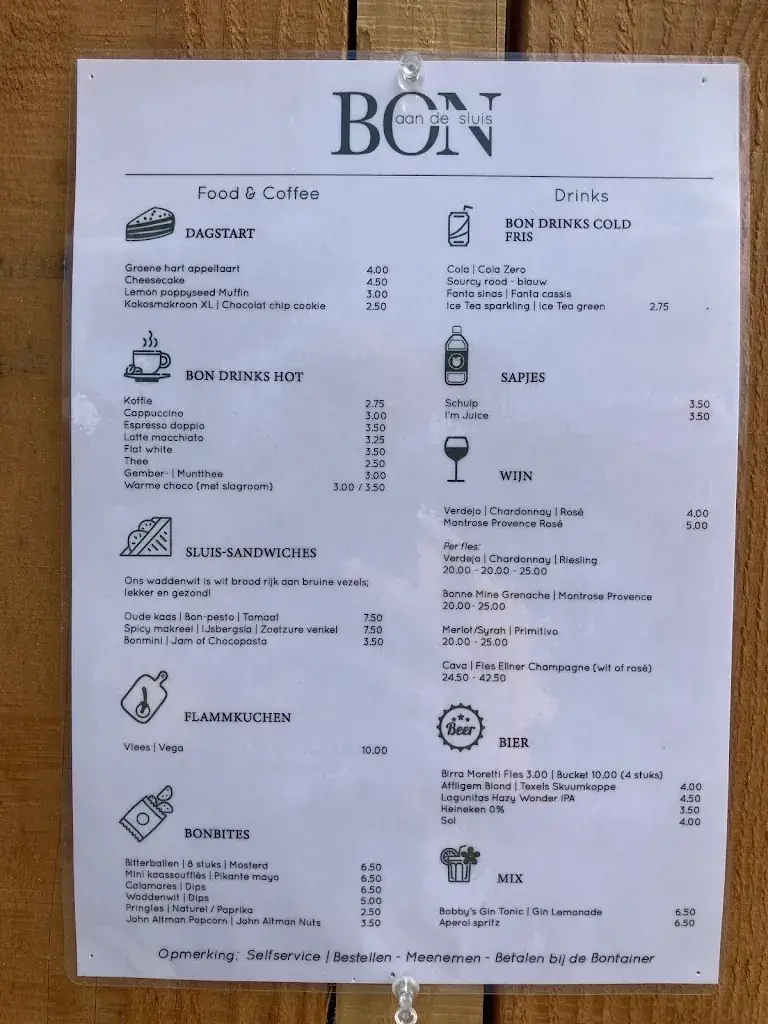 BON
aan de sluis
Food & Coffee
DAGSTART
Groene hart appeltaart 4.00
Cheesecake 4.50
Lemon poppyseed Muffin 3.00
Kokosmakroon XL | Chocolat chip cookie 2.50
BON DRINKS HOT
Koffie 2.75
Cappuccino 3.00
Espresso doppio 3.50
Latte macchiato 3.25
Flat white 3.50
Thee 2.50
Gember- | Muntthee 3.00
Warme choco (met slagroom) 3.00 / 3.50
SLUIS-SANDWICHES
Ons waddenwit is wit brood rijk aan bruine vezels;
lekker en gezond!
Oude kaas | Bon-pesto | Tomaat 7.50
Spicy makreel | IJsbergsla | Zoetzure venkel 7.50
Bonmini | Jam of Chocopasta 3.50
FLAMMKUCHEN
Vlees | Vega 10.00
BONBITES
Bitterballen | 8 stuks | Mosterd 6.50
Mini kaassoufflés | Pikante mayo 6.50
Calamares | Dips 6.50
Waddenwit | Dips 5.00
Pringles | Naturel / Paprika 2.50
John Altman Popcorn | John Altman Nuts 3.50
Drinks
BON DRINKS COLD
FRIS
Cola | Cola Zero
Sourcy rood - blauw
Fanta sinas | Fanta cassis
Ice Tea sparkling | Ice Tea green 2.75
SAPJES
Schulp 3.50
I'm Juice 3.50
WIJN
Verdejo | Chardonnay | Rosé 4.00
Montrose Provence Rosé 5.00
Per fles:
Verdejo | Chardonnay | Riesling
20.00 - 20.00 - 25.00
Bonne Mine Grenache | Montrose Provence
20.00- 25.00
Merlot/Syrah | Primitivo
20.00 - 25.00
Cava | Fles Ellner Champagne (wit of rosé)
24.50 - 42.50
Beer
BIER
Birra Moretti Fles 3.00 | Bucket 10.00 (4 stuks)
Affligem Blond | Texels Skuumkoppe 4.00
Lagunitas Hazy Wonder IPA 4.50
Heineken 0% 3.50
Sol 4.00
MIX
Bobby's Gin Tonic | Gin Lemonade 6.50
Aperol spritz 6.50
Opmerking: Selfservice | Bestellen - Meenemen - Betalen bij de Bontainer